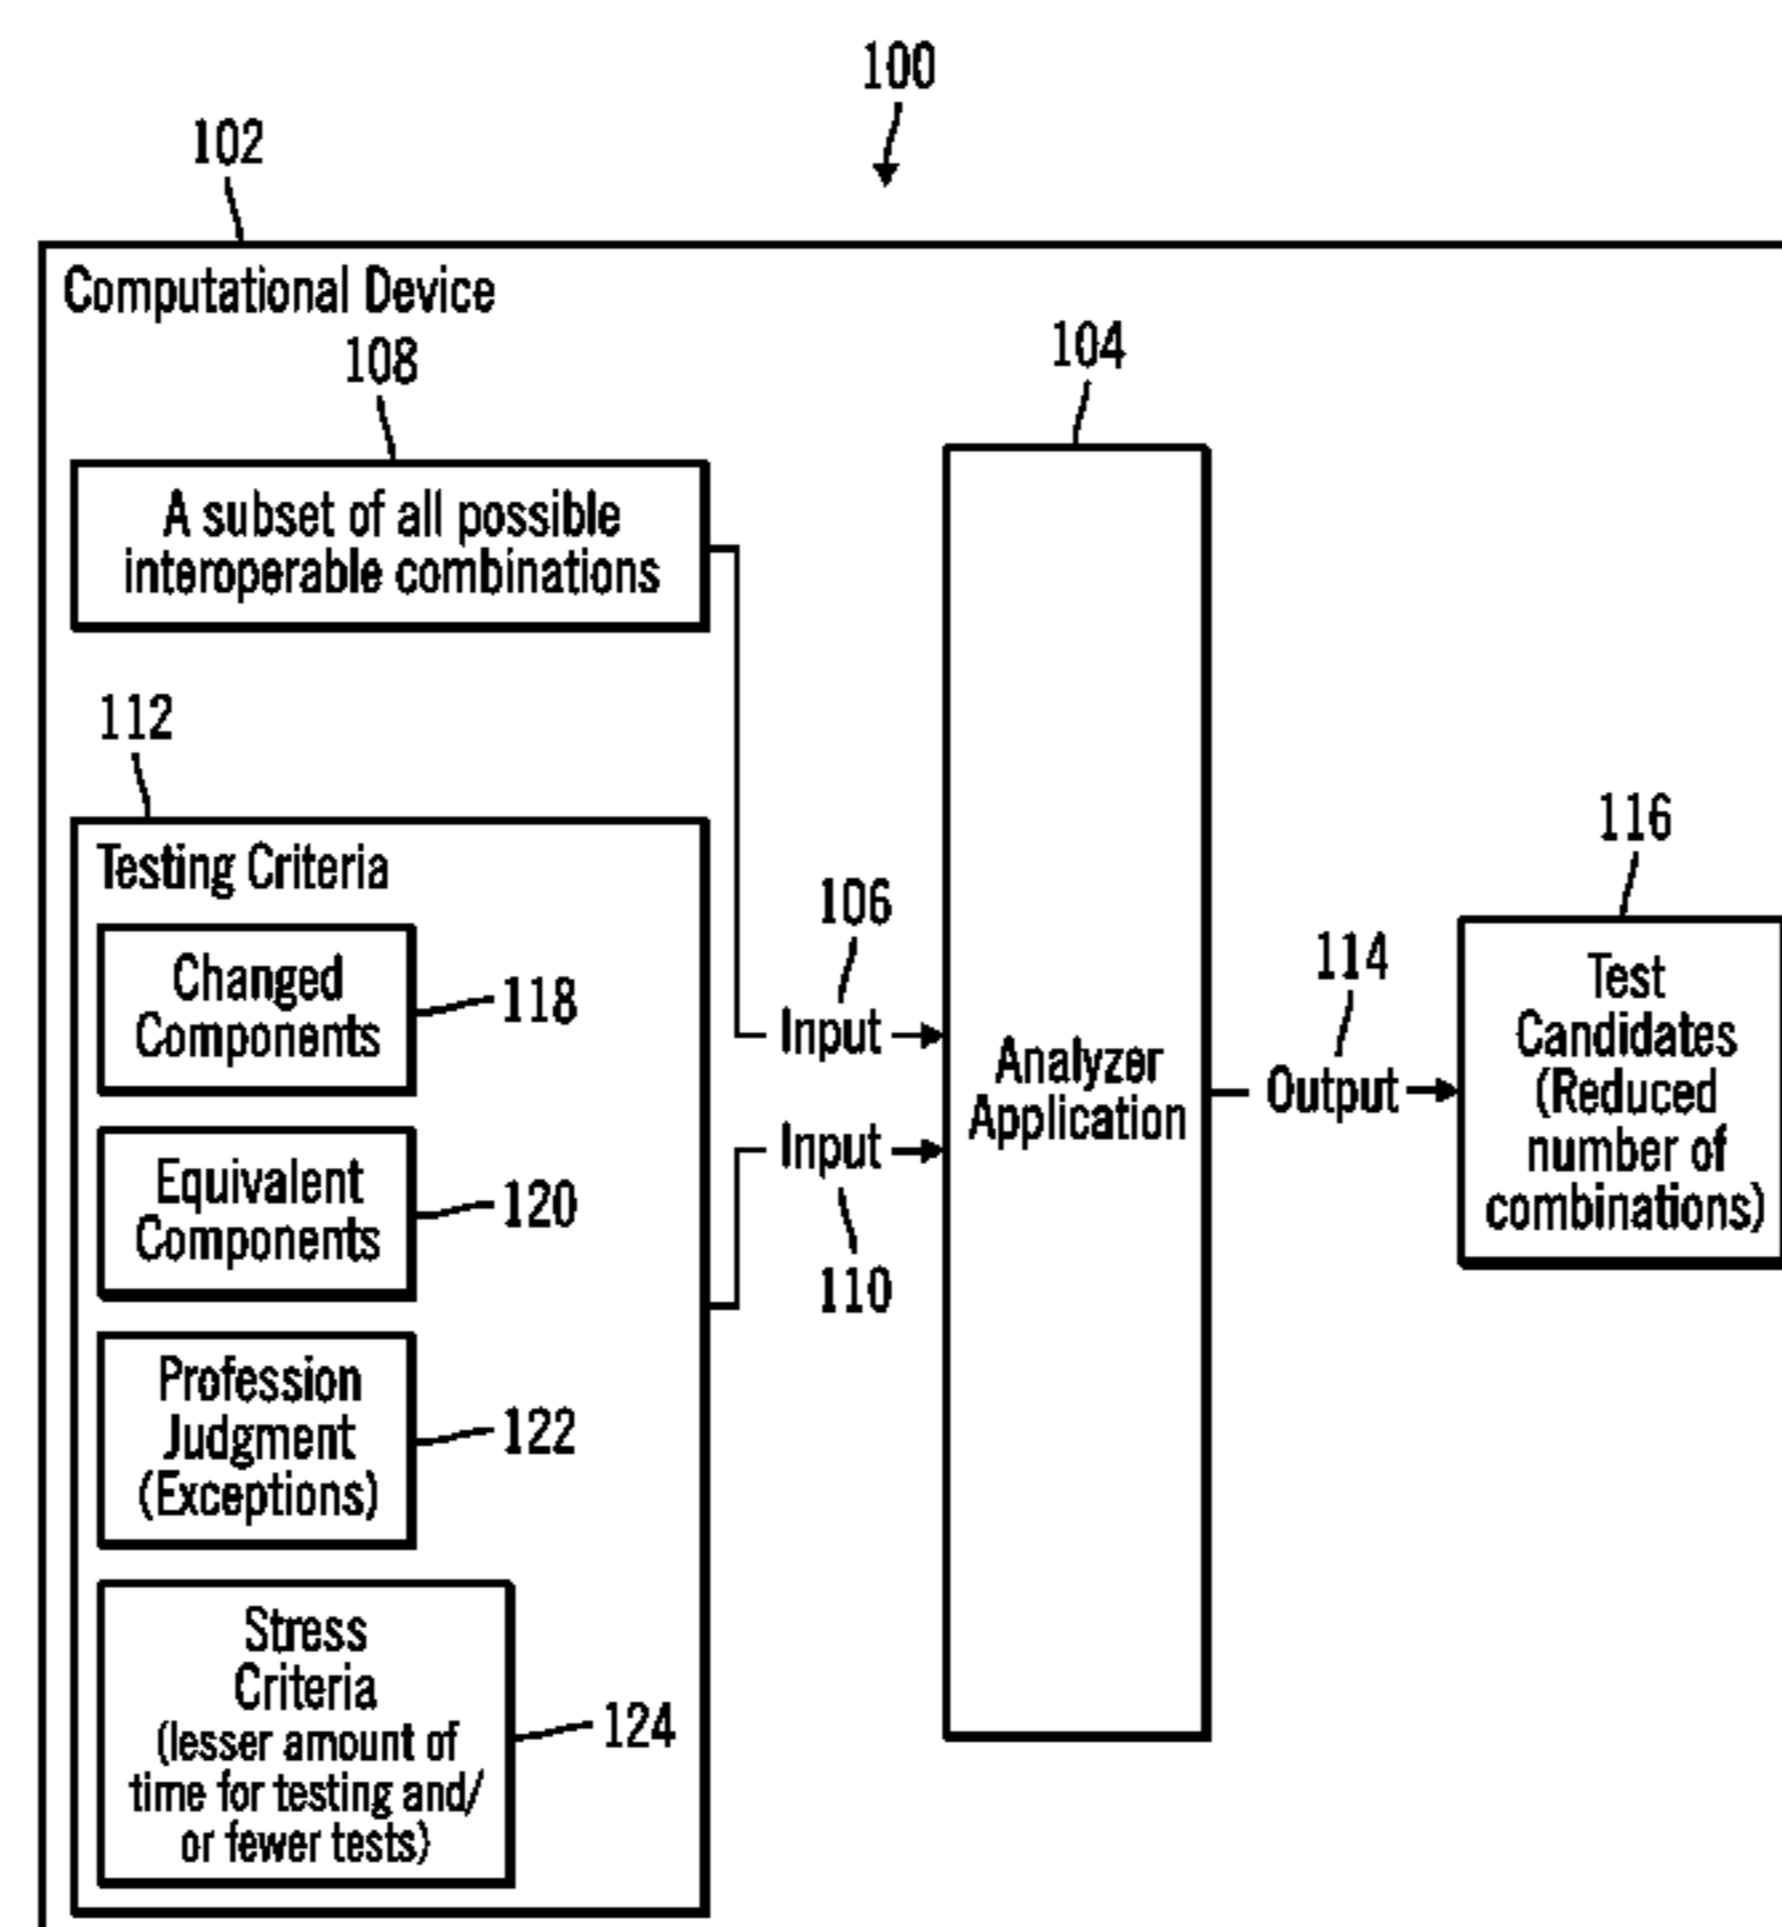 100
102
Computational Device
108
A subset of all possible
interoperable combinations
104
112
Testing Criteria
Changed
Components
118
Equivalent
Components
120
Profession
Judgment
(Exceptions)
122
Stress
Criteria
(lesser amount of
time for testing and/
or fewer tests)
124
106
Input
Input
110
Analyzer
Application
114
Output
116
Test
Candidates
(Reduced
number of
combinations)